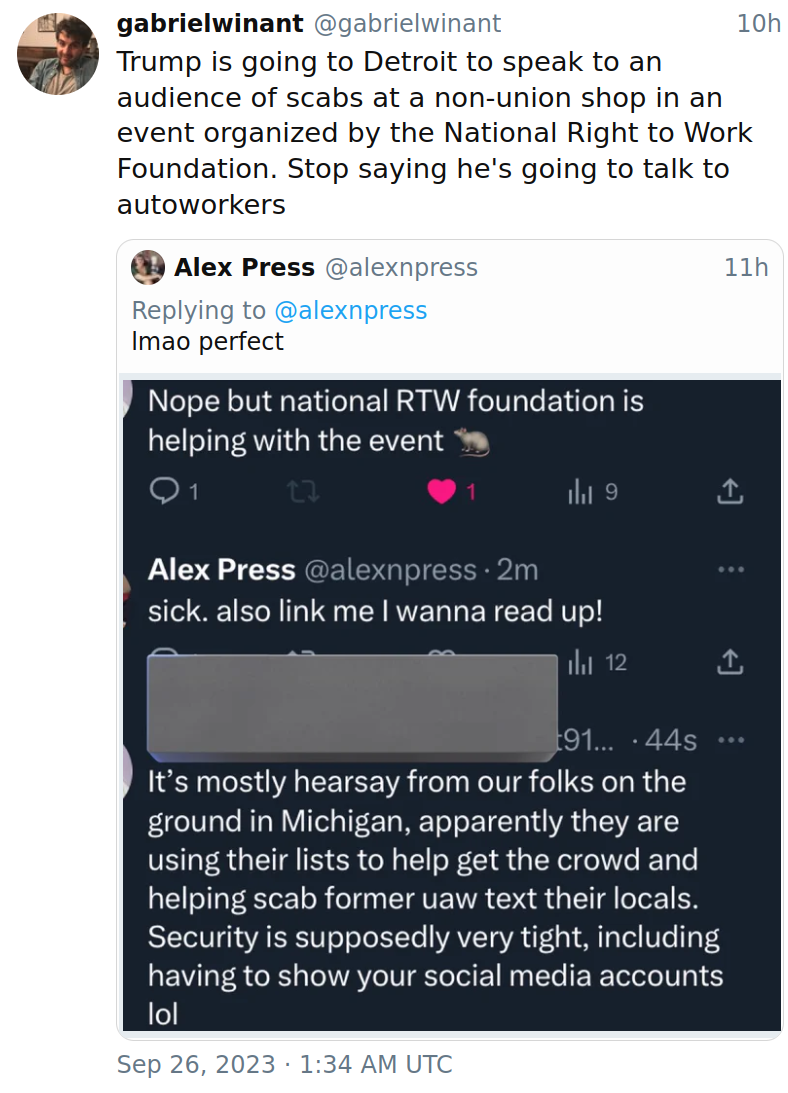 gabrielwinant @gabrielwinant 10h
Trump is going to Detroit to speak to an
audience of scabs at a non-union shop in an
event organized by the National Right to Work
Foundation. Stop saying he's going to talk to
autoworkers
Alex Press @alexnpress 11h
Replying to @alexnpress
lmao perfect
Nope but national RTW foundation is
helping with the event 🐀
1 1 9
Alex Press @alexnpress · 2m
sick. also link me I wanna read up!
12
91... · 44s
It's mostly hearsay from our folks on the
ground in Michigan, apparently they are
using their lists to help get the crowd and
helping scab former uaw text their locals.
Security is supposedly very tight, including
having to show your social media accounts
lol
Sep 26, 2023 · 1:34 AM UTC